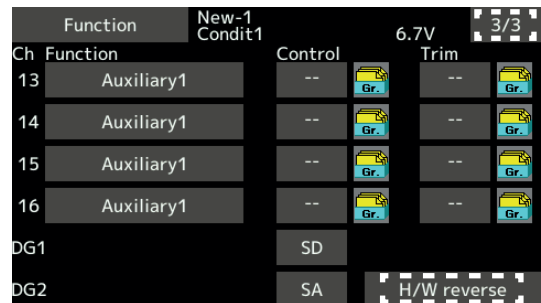 Function New-1 Condit1 6.7V 3/3
Ch Function Control Trim
13 Auxiliary1 -- Gr. -- Gr.
14 Auxiliary1 -- Gr. -- Gr.
15 Auxiliary1 -- Gr. -- Gr.
16 Auxiliary1 -- Gr. -- Gr.
DG1 SD
DG2 SA H/W reverse